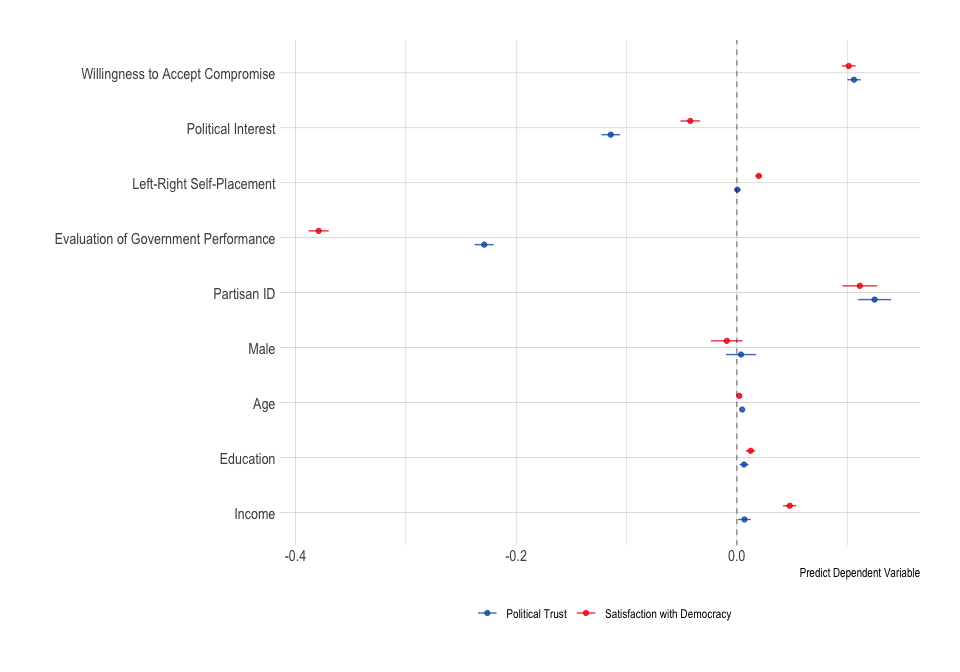 Willingness to Accept Compromise
Political Interest
Left-Right Self-Placement
Evaluation of Government Performance
Partisan ID
Male
Age
Education
Income
-0.4 -0.2 0.0
Predict Dependent Variable
Political Trust Satisfaction with Democracy